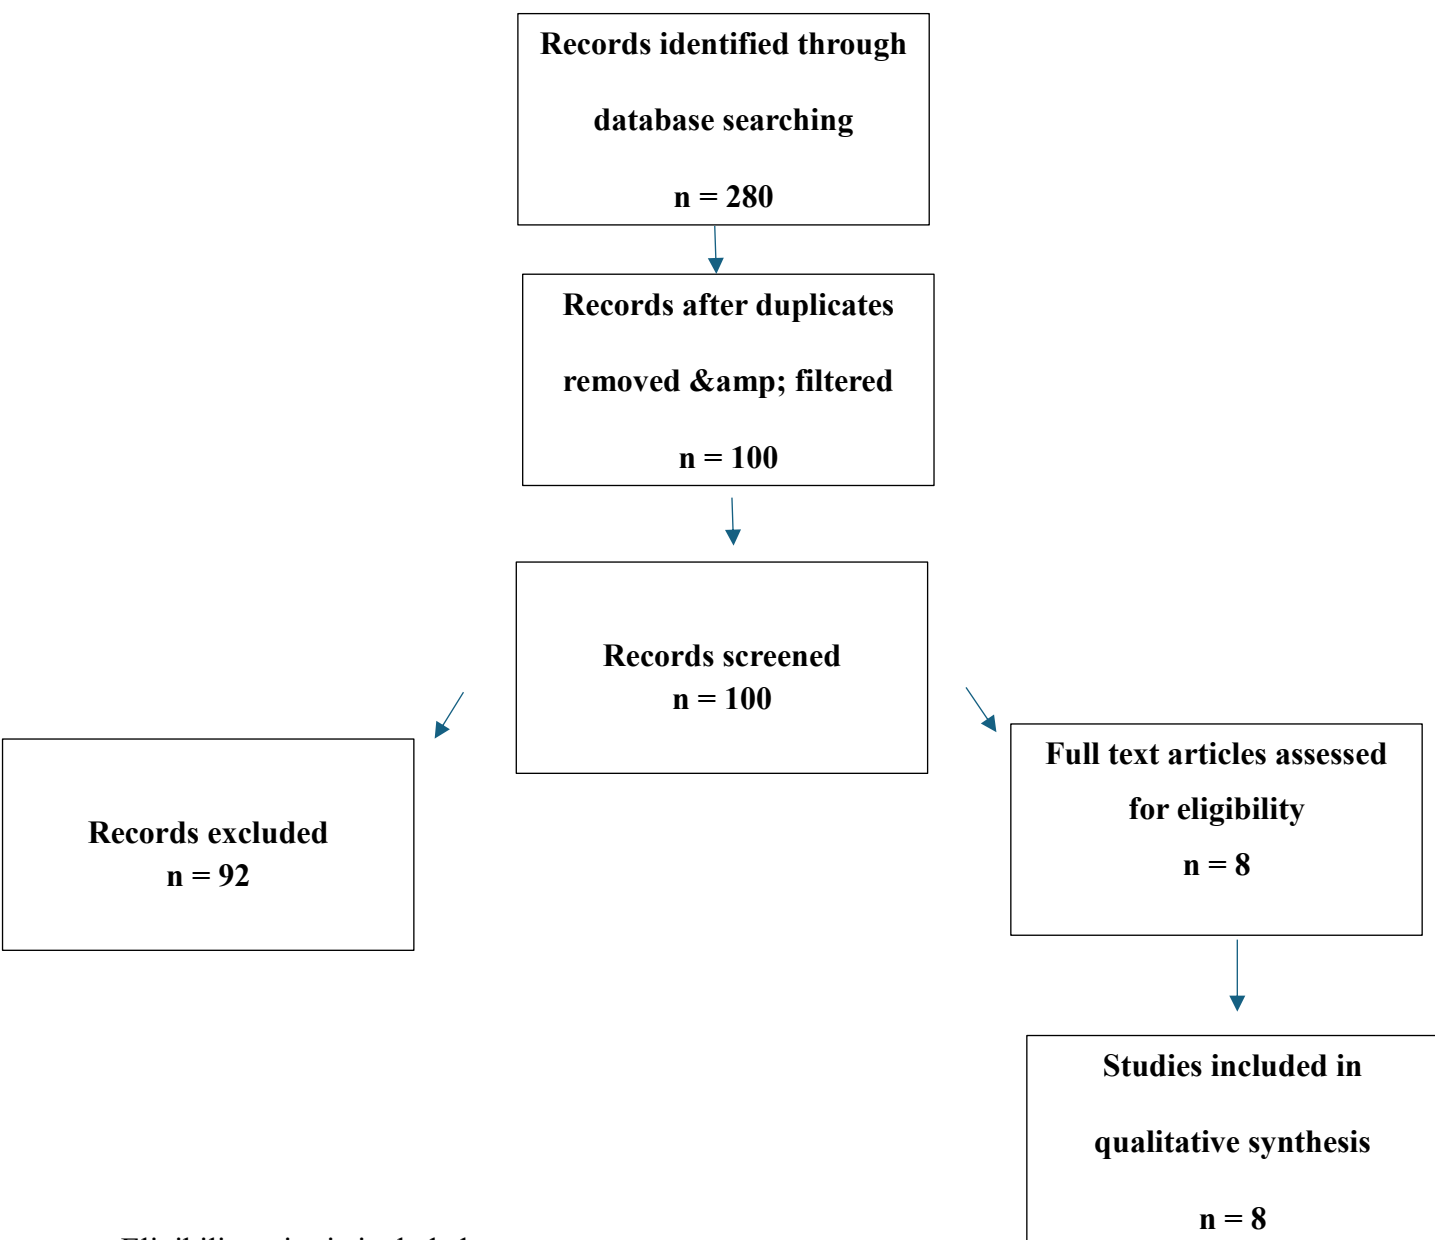 Records identified through
database searching
n = 280
Records after duplicates
removed &amp; filtered
n = 100
Records screened
n = 100
Records excluded
n = 92
Full text articles assessed
for eligibility
n = 8
Studies included in
qualitative synthesis
n = 8